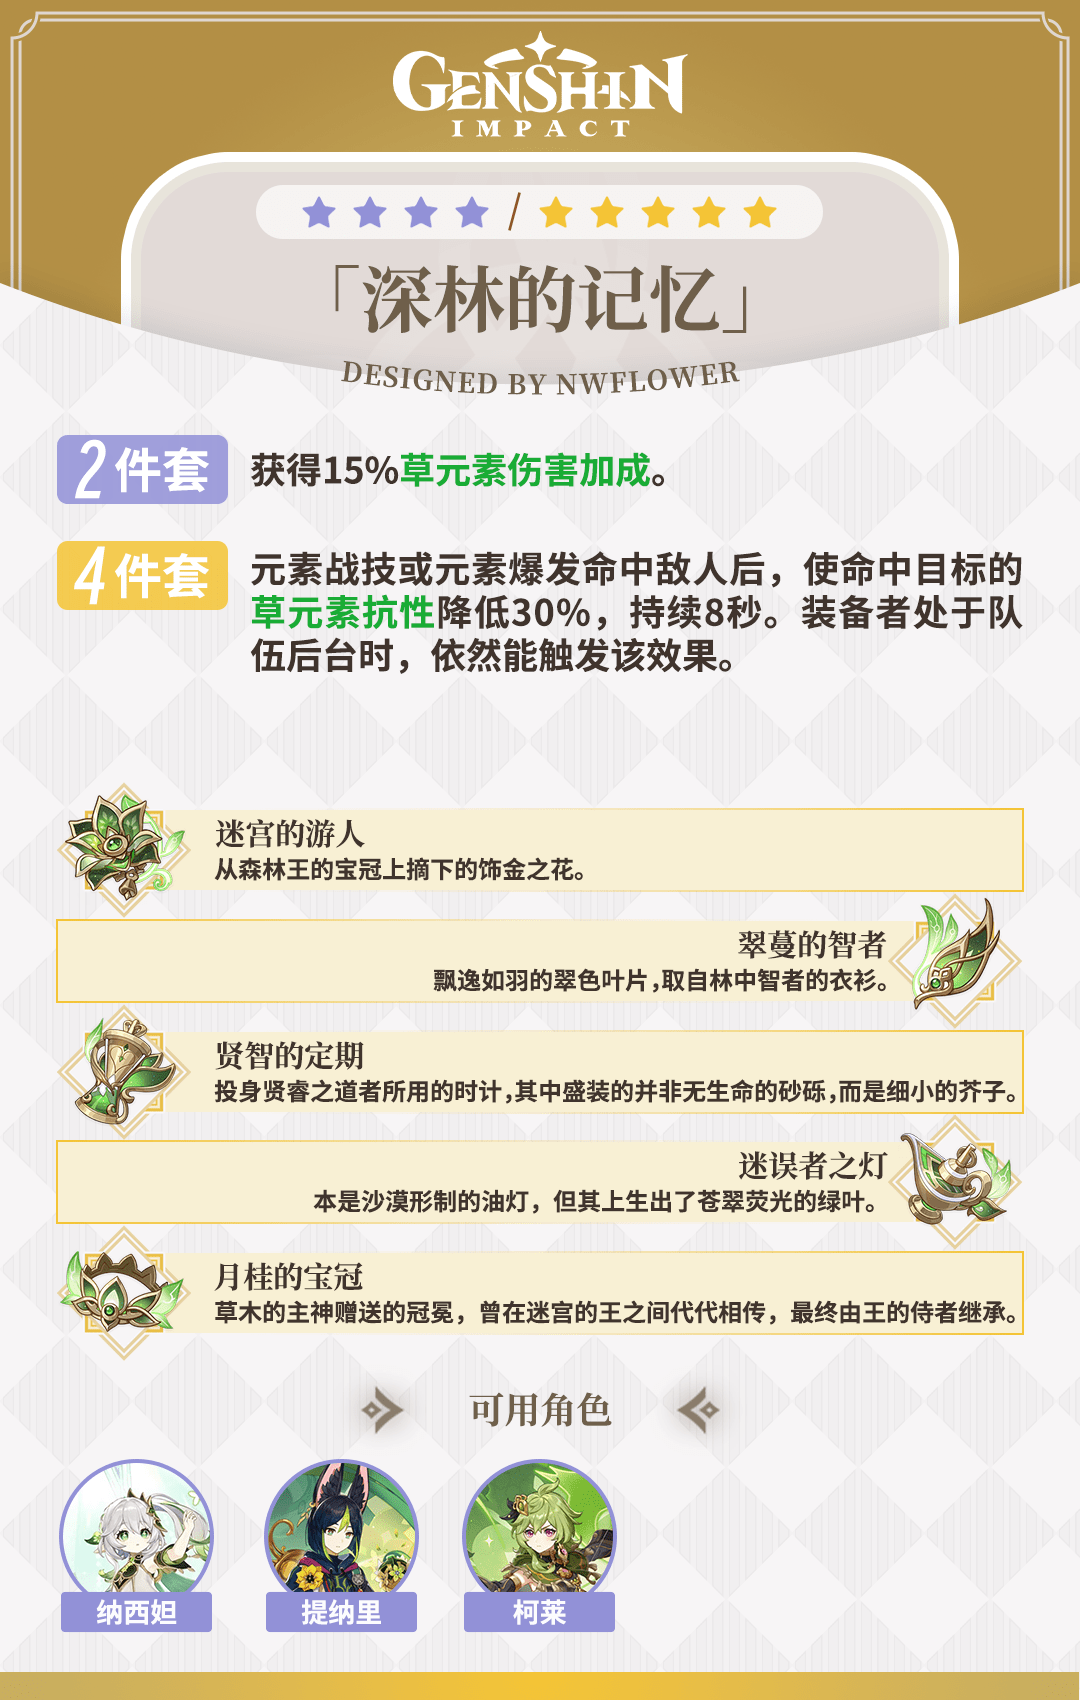 GENSHIN
IMPACT
「深林的记忆」
DESIGNED BY NWFLOWER
2件套
获得15%草元素伤害加成。
4件套
元素战技或元素爆发命中敌人后，使命中目标的
草元素抗性降低30%，持续8秒。装备者处于队
伍后台时，依然能触发该效果。
迷宫的游人
从森林王的宝冠上摘下的饰金之花。
翠蔓的智者
飘逸如羽的翠色叶片,取自林中智者的衣衫。
贤智的定期
投身贤睿之道者所用的时计,其中盛装的并非无生命的砂砾,而是细小的芥子。
迷误者之灯
本是沙漠形制的油灯，但其上生出了苍翠荧光的绿叶。
月桂的宝冠
草木的主神赠送的冠冕，曾在迷宫的王之间代代相传，最终由王的侍者继承。
可用角色
纳西妲
提纳里
柯莱